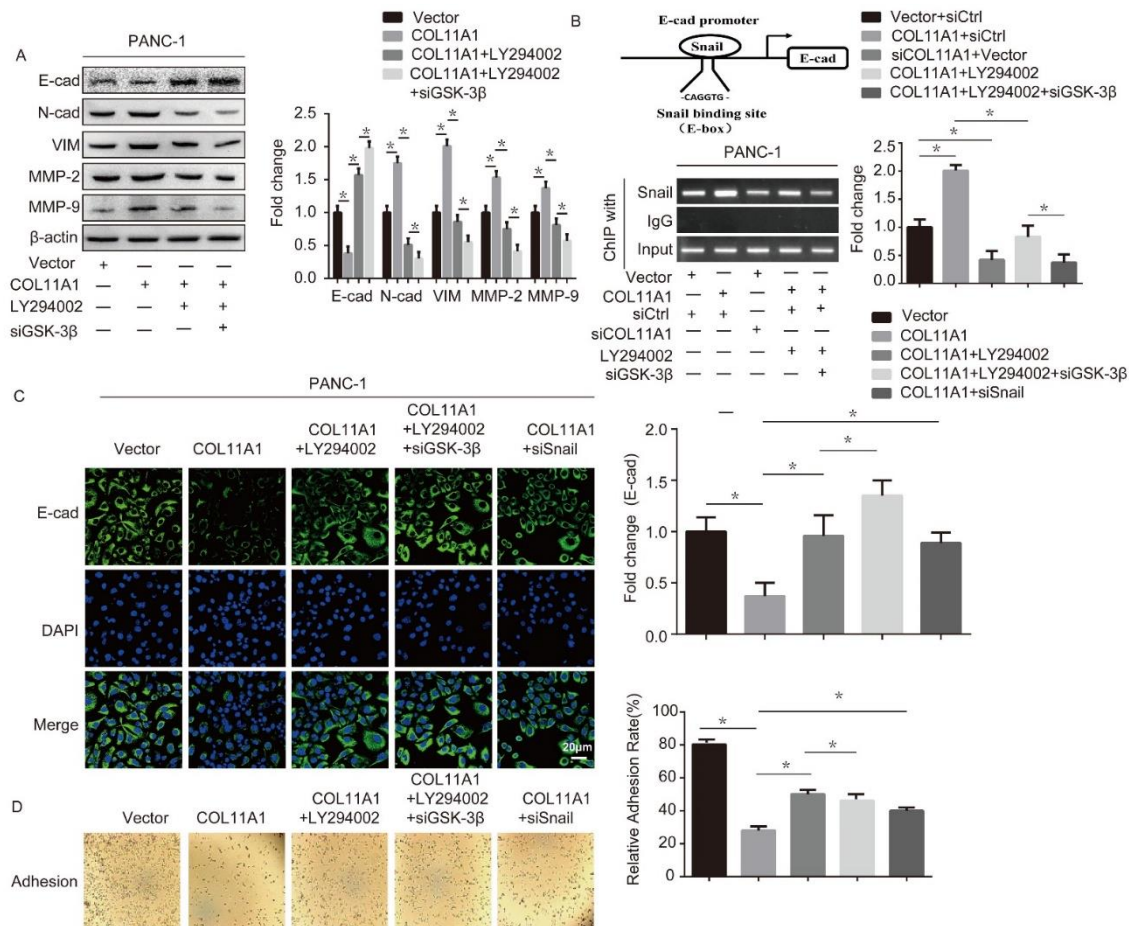 A
PANC-1
E-cad
N-cad
VIM
MMP-2
MMP-9
β-actin
Vector + — — —
COL11A1 — + + +
LY294002 — — + +
siGSK-3β — — — +
Vector
COL11A1
COL11A1+LY294002
COL11A1+LY294002
+siGSK-3β
Fold change
2.5
2.0
1.5
1.0
0.5
0.0
* * * * * * * * * * * * * * *
E-cad N-cad VIM MMP-2 MMP-9
B
E-cad promoter
Snail
E-cad
-CAGGTG -
Snail binding site
(E-box)
PANC-1
ChIP with
Snail
IgG
Input
Vector + — + — —
COL11A1 — + — + +
siCtrl + + — + +
siCOL11A1 — — + — —
LY294002 — — — + +
siGSK-3β — — — — +
Vector+siCtrl
COL11A1+siCtrl
siCOL11A1+Vector
COL11A1+LY294002
COL11A1+LY294002+siGSK-3β
Fold change
2.5
2.0
1.5
1.0
0.5
0.0
* * * *
Vector
COL11A1
COL11A1+LY294002
COL11A1+LY294002+siGSK-3β
COL11A1+siSnail
C
PANC-1
Vector
COL11A1
COL11A1
+LY294002
COL11A1
+LY294002
+siGSK-3β
COL11A1
+siSnail
E-cad
DAPI
Merge
20μm
Fold change (E-cad)
2.0
1.5
1.0
0.5
0.0
* * * *
D
Vector
COL11A1
COL11A1
+LY294002
COL11A1
+LY294002
+siGSK-3β
COL11A1
+siSnail
Adhesion
Relative Adhesion Rate(%)
100
80
60
40
20
0
* * * *